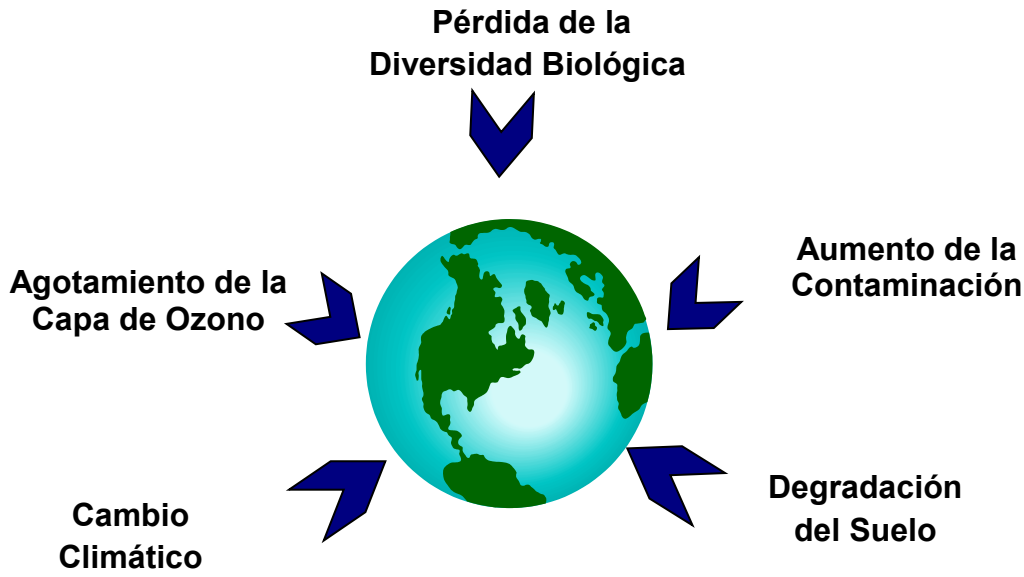 Pérdida de la
Diversidad Biológica
Aumento de la
Contaminación
Agotamiento de la
Capa de Ozono
Degradación
del Suelo
Cambio
Climático